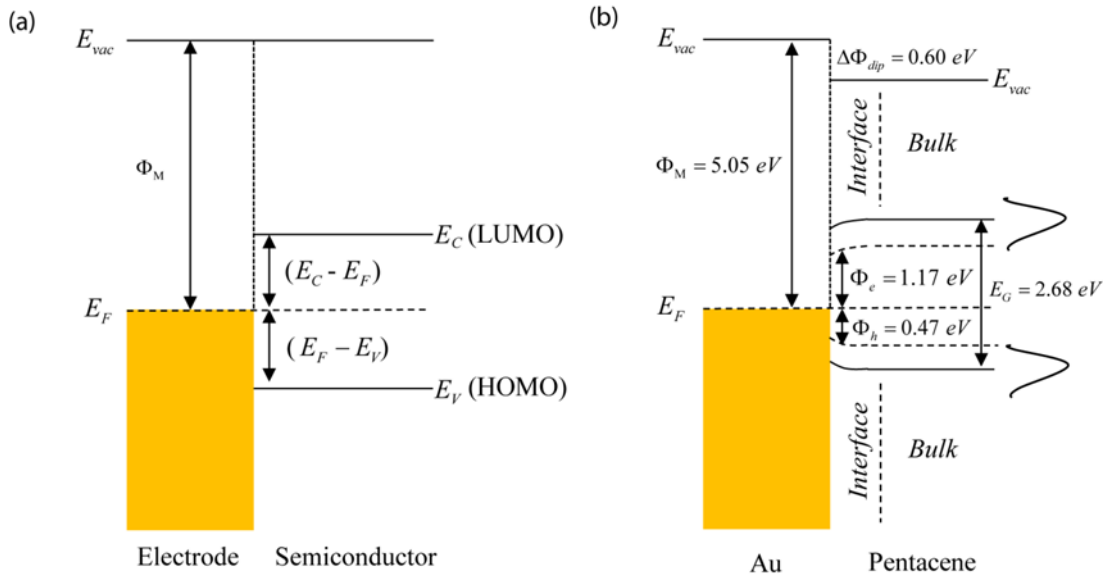 (a)
E_vac
Φ_M
E_C (LUMO)
(E_C - E_F)
E_F
(E_F – E_V)
E_V (HOMO)
Electrode
Semiconductor
(b)
E_vac
ΔΦ_dip = 0.60 eV
E_vac
Interface
Bulk
Φ_M = 5.05 eV
Φ_e = 1.17 eV
E_G = 2.68 eV
E_F
Φ_h = 0.47 eV
Interface
Bulk
Au
Pentacene